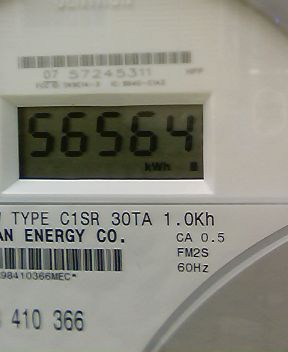 07 57245311
56564
kWh
TYPE C1SR 30TA 1.0Kh
AN ENERGY CO.
CA 0.5
FM2S
60Hz
98410366MEC*
410 366